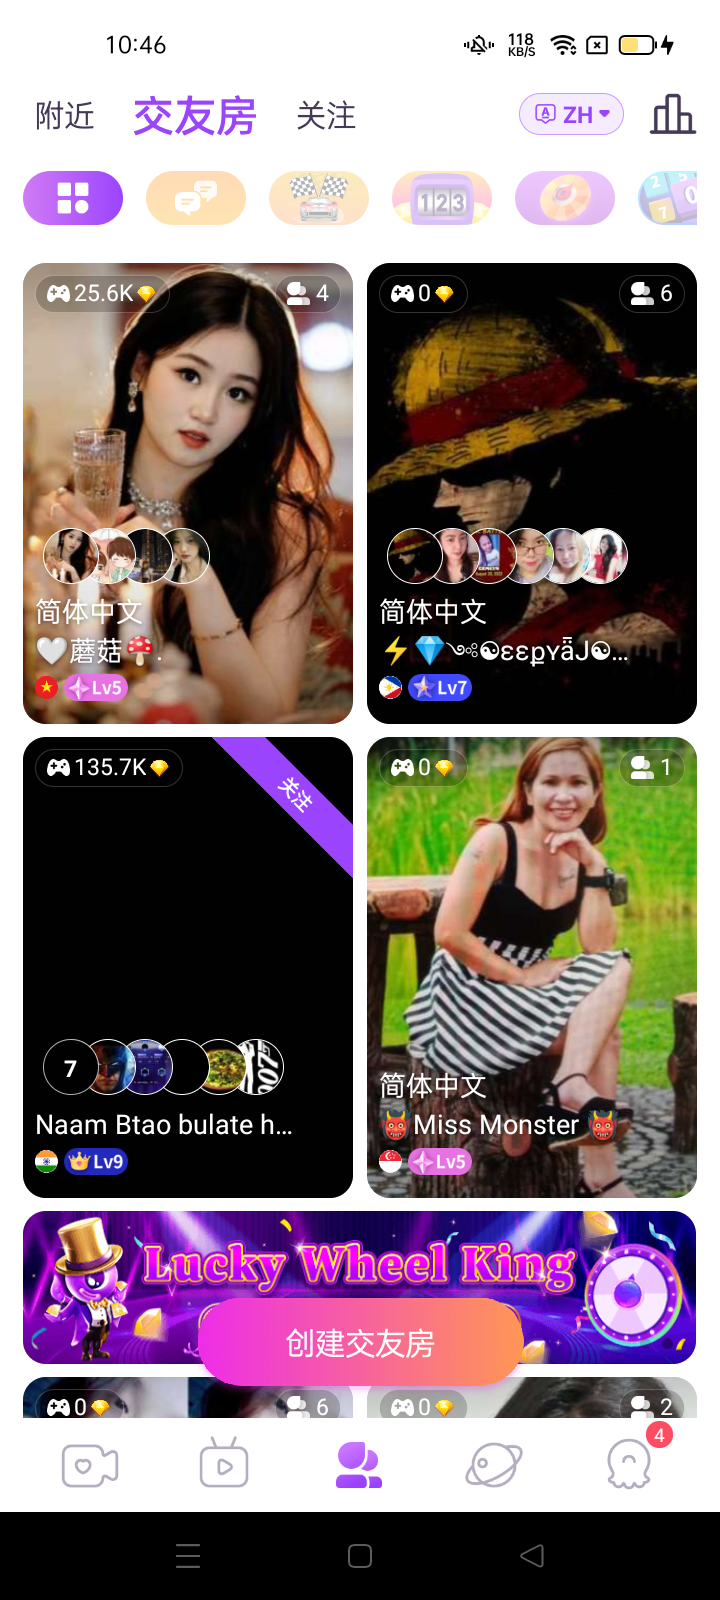 10:46
118
KB/S
附近 交友房 关注
ZH
123
25.6K 4
0 6
简体中文
🤍蘑菇🍄.
Lv5
简体中文
Lv7
135.7K
关注
0 1
7
007
Naam Btao bulate h...
Lv9
简体中文
👹Miss Monster 👹
Lv5
Lucky Wheel King
创建交友房
0 6
0 2
4